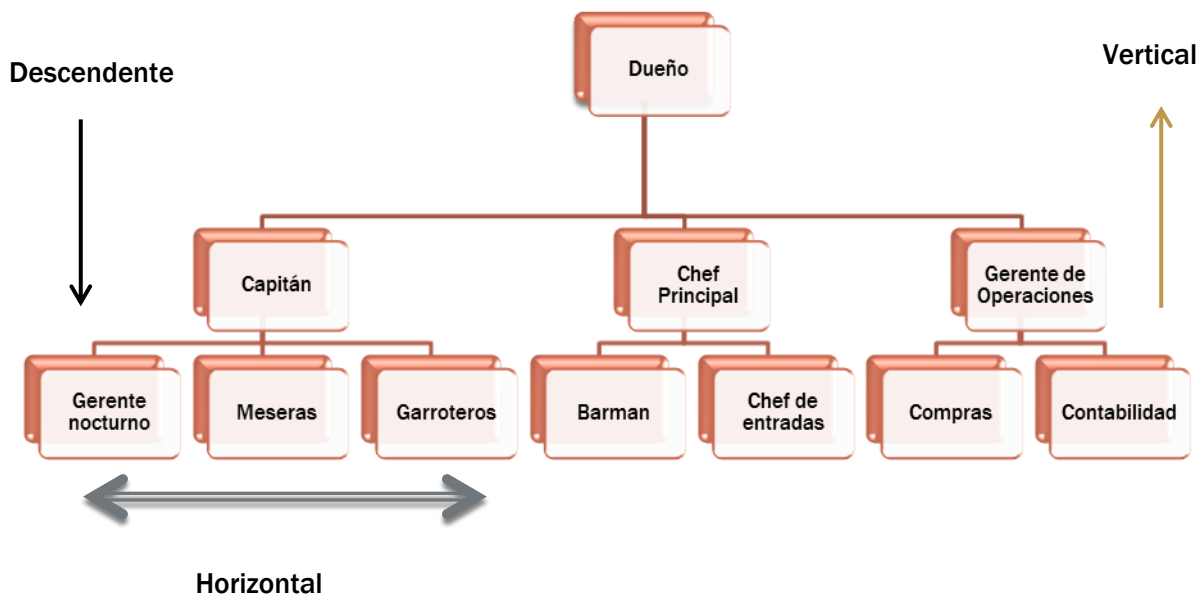 Descendente
Vertical
Dueño
Capitán
Chef
Principal
Gerente de
Operaciones
Gerente
nocturno
Meseras
Garroteros
Barman
Chef de
entradas
Compras
Contabilidad
Horizontal